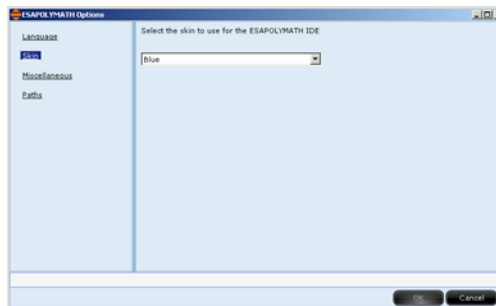 ESAPOLYMATH Options
Language
Skin
Miscellaneous
Paths
Select the skin to use for the ESAPOLYMATH IDE
Blue
OK
Cancel